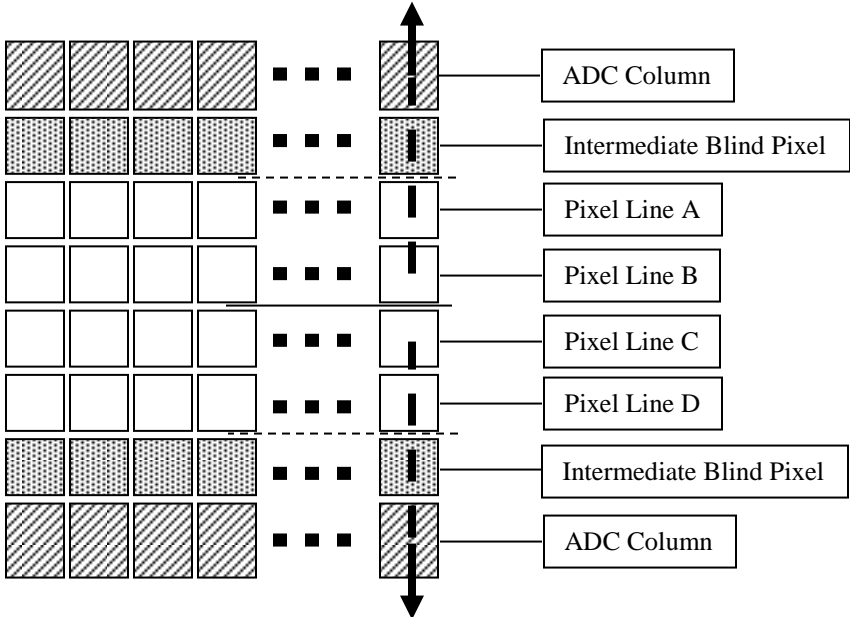 ADC Column
Intermediate Blind Pixel
Pixel Line A
Pixel Line B
Pixel Line C
Pixel Line D
Intermediate Blind Pixel
ADC Column